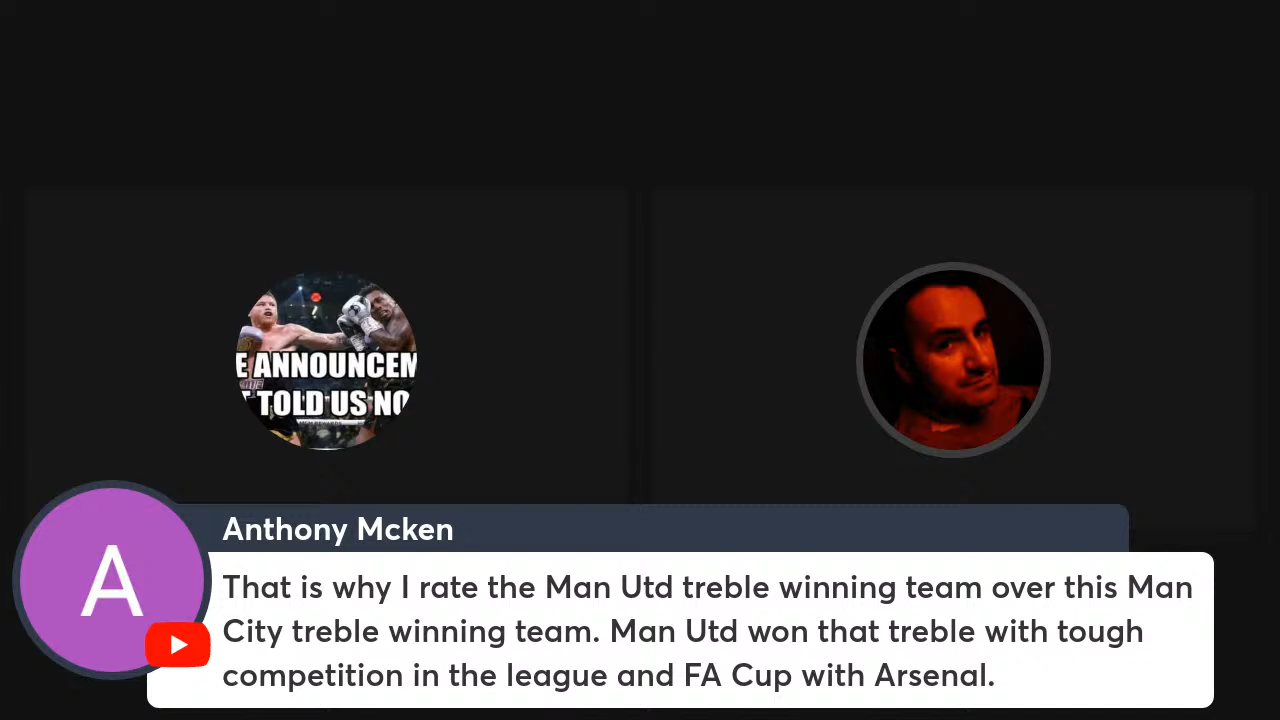 E ANNOUNCEM
T TOLD US NO
Anthony Mcken
A
That is why I rate the Man Utd treble winning team over this Man
City treble winning team. Man Utd won that treble with tough
competition in the league and FA Cup with Arsenal.